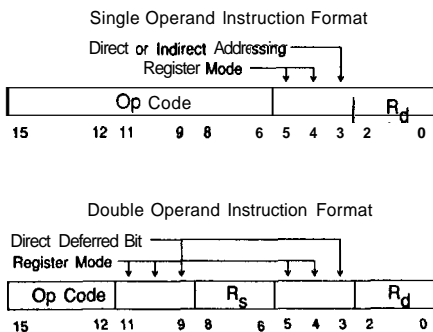 Single Operand Instruction Format
Direct or Indirect Addressing
Register Mode
Op Code Rd
15 12 11 9 8 6 5 4 3 2 0
Double Operand Instruction Format
Direct Deferred Bit
Register Mode
Op Code Rs Rd
15 12 11 9 8 6 5 4 3 2 0